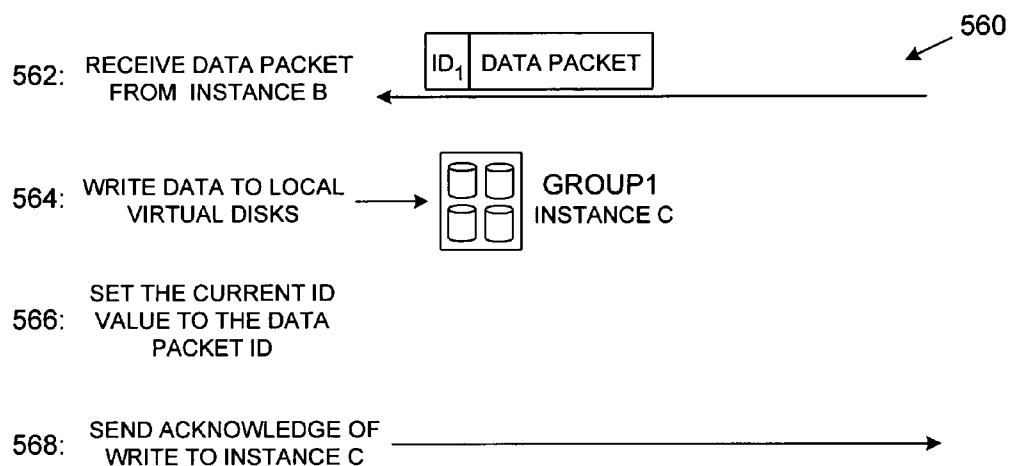 560
562: RECEIVE DATA PACKET
FROM INSTANCE B
ID1 DATA PACKET
564: WRITE DATA TO LOCAL
VIRTUAL DISKS
GROUP1
INSTANCE C
566: SET THE CURRENT ID
VALUE TO THE DATA
PACKET ID
568: SEND ACKNOWLEDGE OF
WRITE TO INSTANCE C